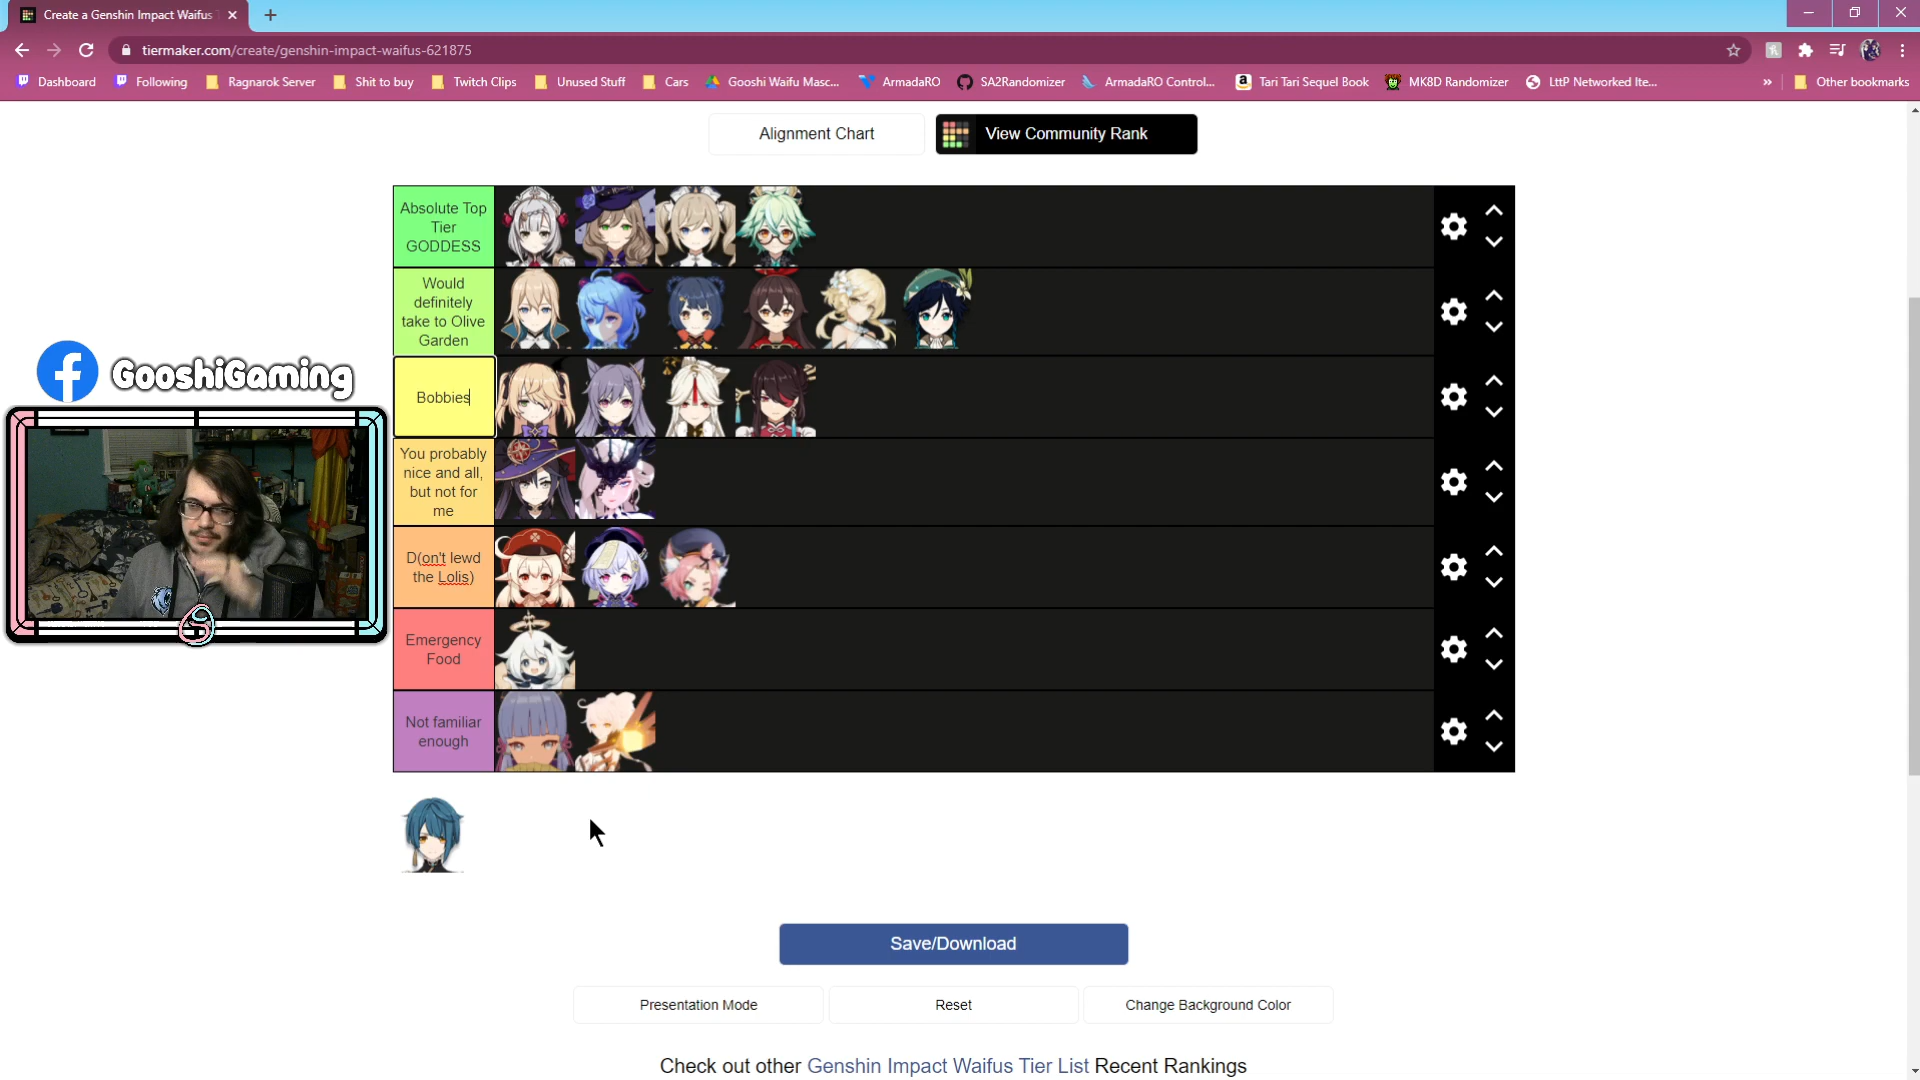 Create a Genshin Impact Waifus
tiermaker.com/create/genshin-impact-waifus-621875
Dashboard Following Ragnarok Server Shit to buy Twitch Clips Unused Stuff Cars Gooshi Waifu Masc... ArmadaRO SA2Randomizer ArmadaRO Control... Tari Tari Sequel Book MK8D Randomizer LttP Networked Ite... » Other bookmarks
Alignment Chart
View Community Rank
Absolute Top
Tier
GODDESS
Would
definitely
take to Olive
Garden
GooshiGaming
Bobbies
You probably
nice and all,
but not for
me
D(on't lewd
the Lolis)
Emergency
Food
Not familiar
enough
Save/Download
Presentation Mode
Reset
Change Background Color
Check out other Genshin Impact Waifus Tier List Recent Rankings